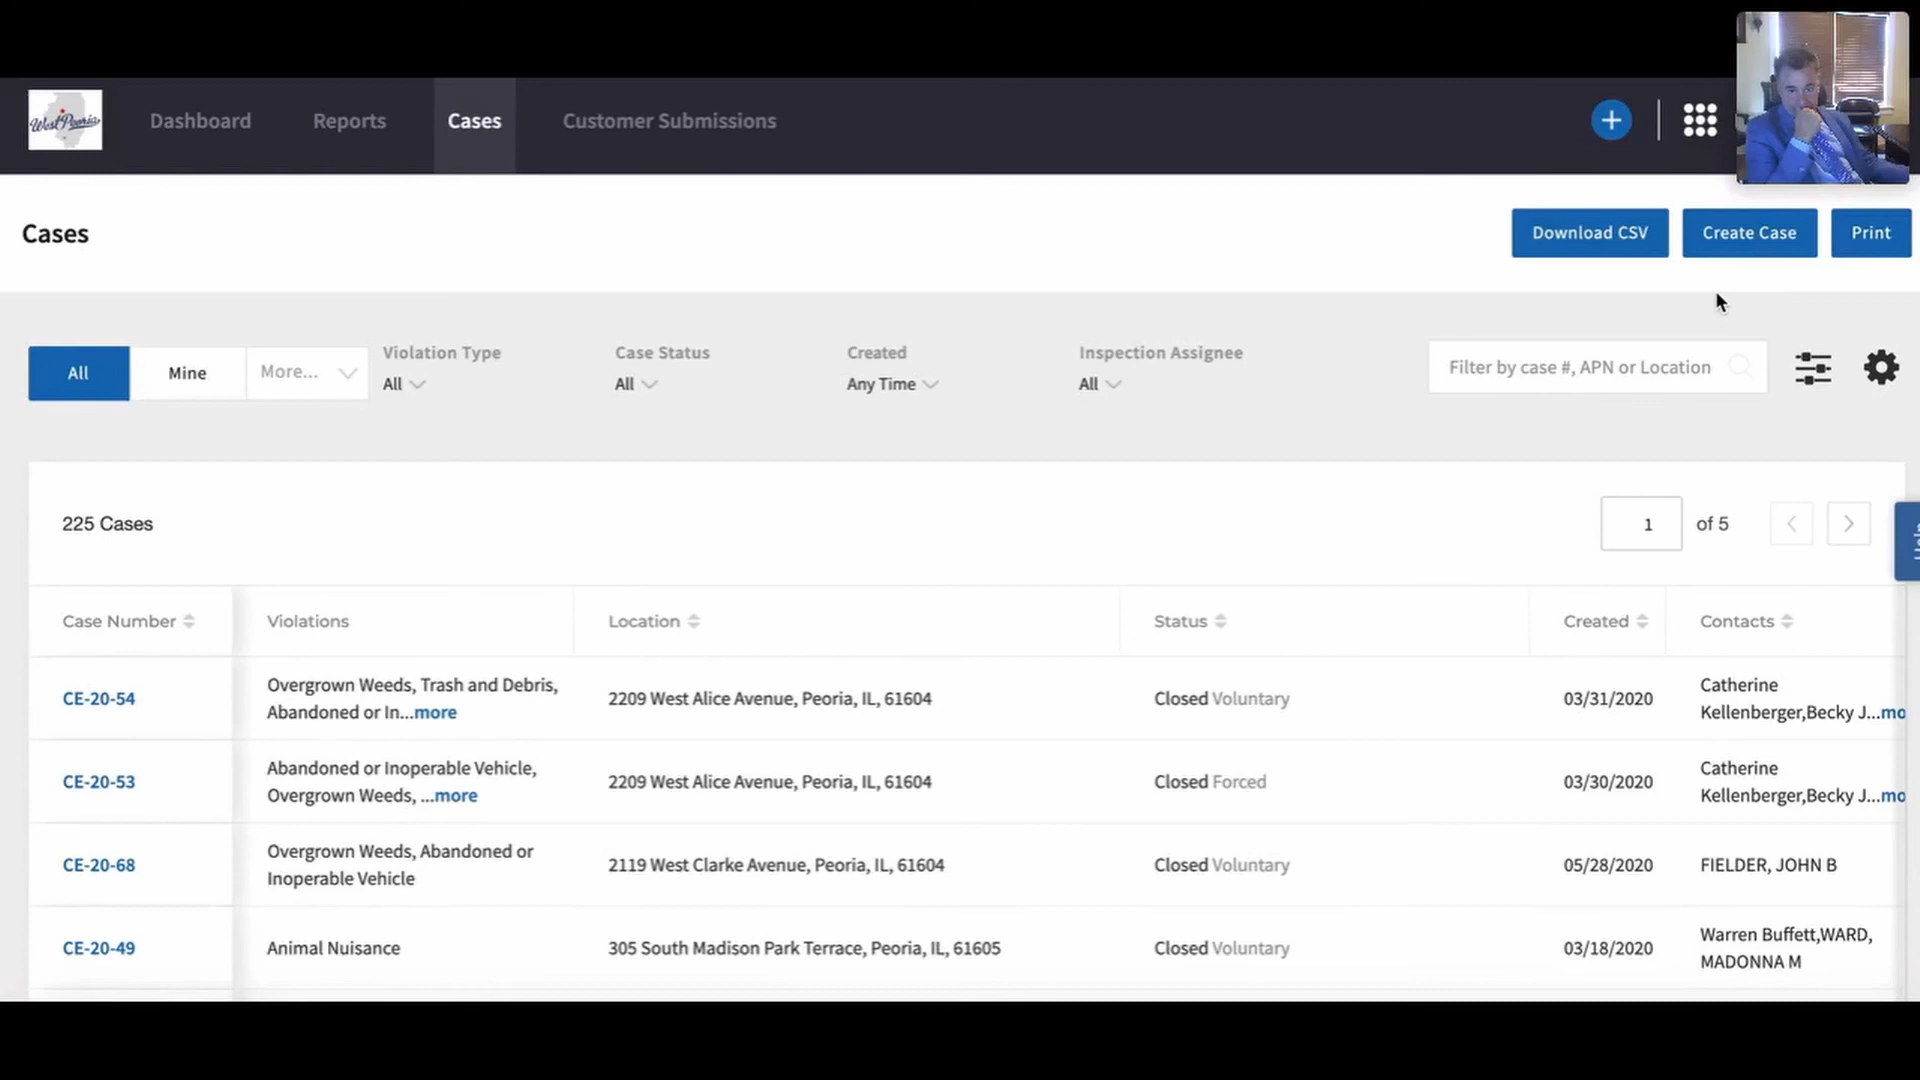 West Peoria
Dashboard
Reports
Cases
Customer Submissions
Cases
Download CSV
Create Case
Print
All
Mine
More...
Violation Type
All
Case Status
All
Created
Any Time
Inspection Assignee
All
Filter by case #, APN or Location
225 Cases
1
of 5
Case Number
Violations
Location
Status
Created
Contacts
CE-20-54
Overgrown Weeds, Trash and Debris,
Abandoned or In...more
2209 West Alice Avenue, Peoria, IL, 61604
Closed Voluntary
03/31/2020
Catherine
Kellenberger,Becky J...mo
CE-20-53
Abandoned or Inoperable Vehicle,
Overgrown Weeds, ...more
2209 West Alice Avenue, Peoria, IL, 61604
Closed Forced
03/30/2020
Catherine
Kellenberger,Becky J...mo
CE-20-68
Overgrown Weeds, Abandoned or
Inoperable Vehicle
2119 West Clarke Avenue, Peoria, IL, 61604
Closed Voluntary
05/28/2020
FIELDER, JOHN B
CE-20-49
Animal Nuisance
305 South Madison Park Terrace, Peoria, IL, 61605
Closed Voluntary
03/18/2020
Warren Buffett,WARD,
MADONNA M